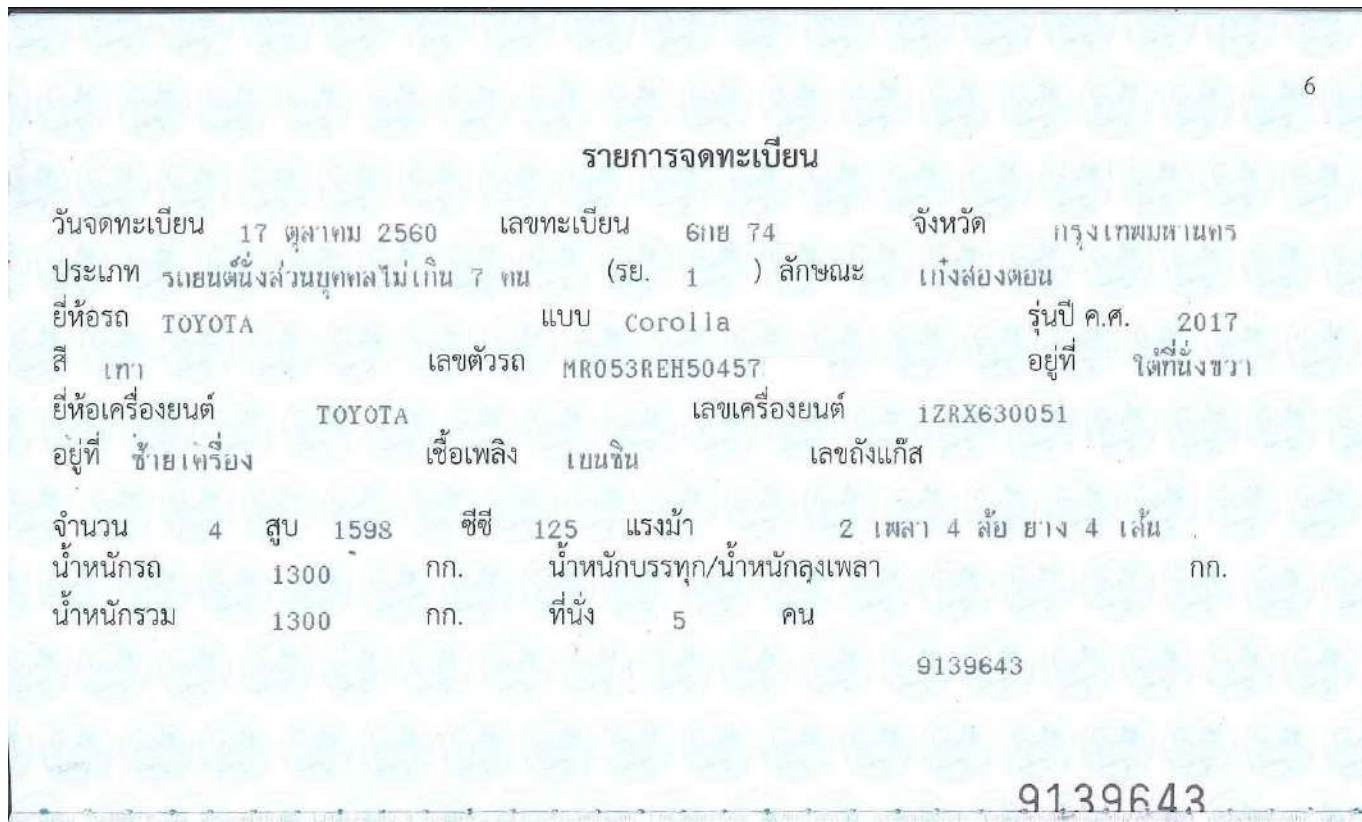 6
รายการจดทะเบียน
วันจดทะเบียน 17 ตุลาคม 2560 เลขทะเบียน 6กย 74 จังหวัด กรุงเทพมหานคร
ประเภท รถยนต์นั่งส่วนบุคคลไม่เกิน 7 คน (รย. 1 ) ลักษณะ เก๋งสองตอน
ยี่ห้อรถ TOYOTA แบบ Corolla รุ่นปี ค.ศ. 2017
สี เทา เลขตัวรถ MR053REH50457 อยู่ที่ ใต้ที่นั่งขวา
ยี่ห้อเครื่องยนต์ TOYOTA เลขเครื่องยนต์ 1ZRX630051
อยู่ที่ ซ้ายเครื่อง เชื้อเพลิง เบนซิน เลขถังแก๊ส
จำนวน 4 สูบ 1598 ซีซี 125 แรงม้า 2 เพลา 4 ล้อ ยาง 4 เส้น
น้ำหนักรถ 1300 กก. น้ำหนักบรรทุก/น้ำหนักลงเพลา กก.
น้ำหนักรวม 1300 กก. ที่นั่ง 5 คน
9139643
9139643